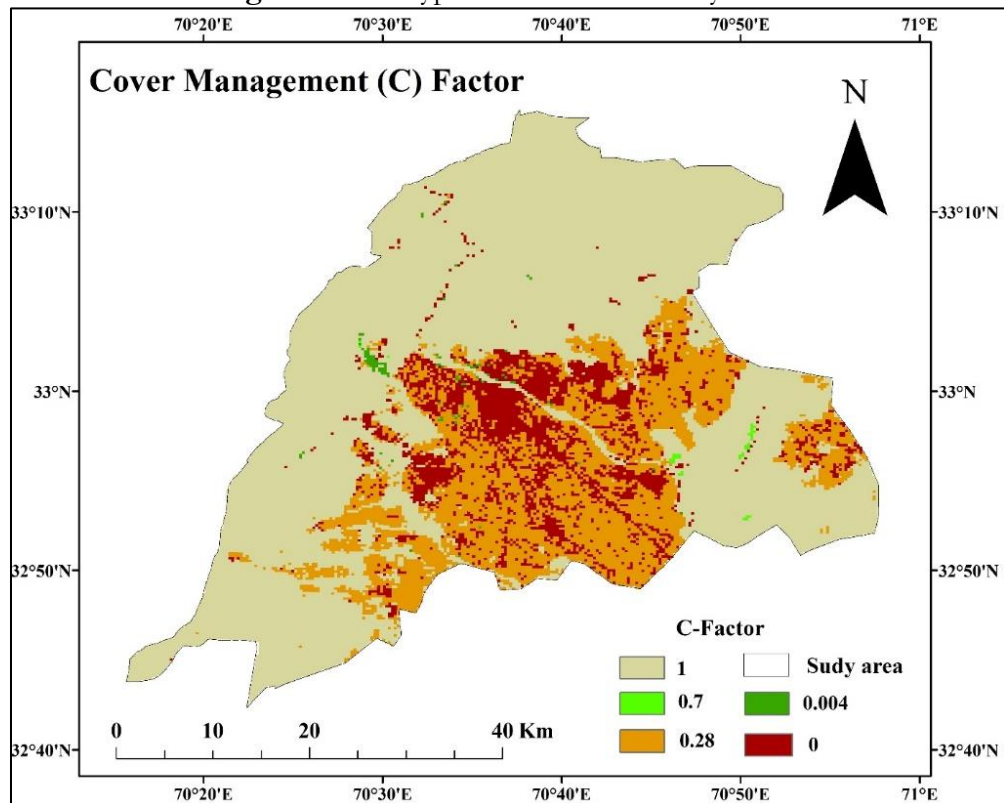 70°20'E 70°30'E 70°40'E 70°50'E 71°E
Cover Management (C) Factor
N
33°10'N 33°10'N
33°N 33°N
32°50'N 32°50'N
C-Factor
1 Sudy area
0.7 0.004
0.28 0
0 10 20 40 Km
32°40'N 32°40'N
70°20'E 70°30'E 70°40'E 70°50'E 71°E